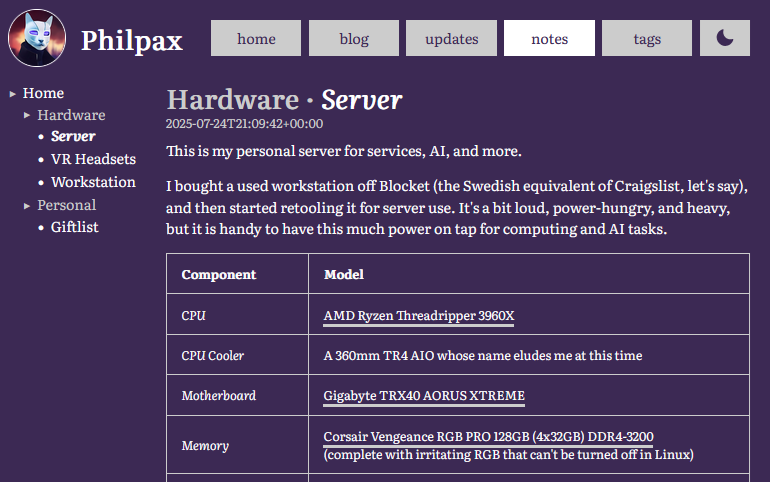 Philpax
home
blog
updates
notes
tags
Home
Hardware
Server
VR Headsets
Workstation
Personal
Giftlist
Hardware · Server
2025-07-24T21:09:42+00:00
This is my personal server for services, AI, and more.
I bought a used workstation off Blocket (the Swedish equivalent of Craigslist, let's say),
and then started retooling it for server use. It's a bit loud, power-hungry, and heavy,
but it is handy to have this much power on tap for computing and AI tasks.
Component Model
CPU AMD Ryzen Threadripper 3960X
CPU Cooler A 360mm TR4 AIO whose name eludes me at this time
Motherboard Gigabyte TRX40 AORUS XTREME
Memory Corsair Vengeance RGB PRO 128GB (4x32GB) DDR4-3200
(complete with irritating RGB that can't be turned off in Linux)